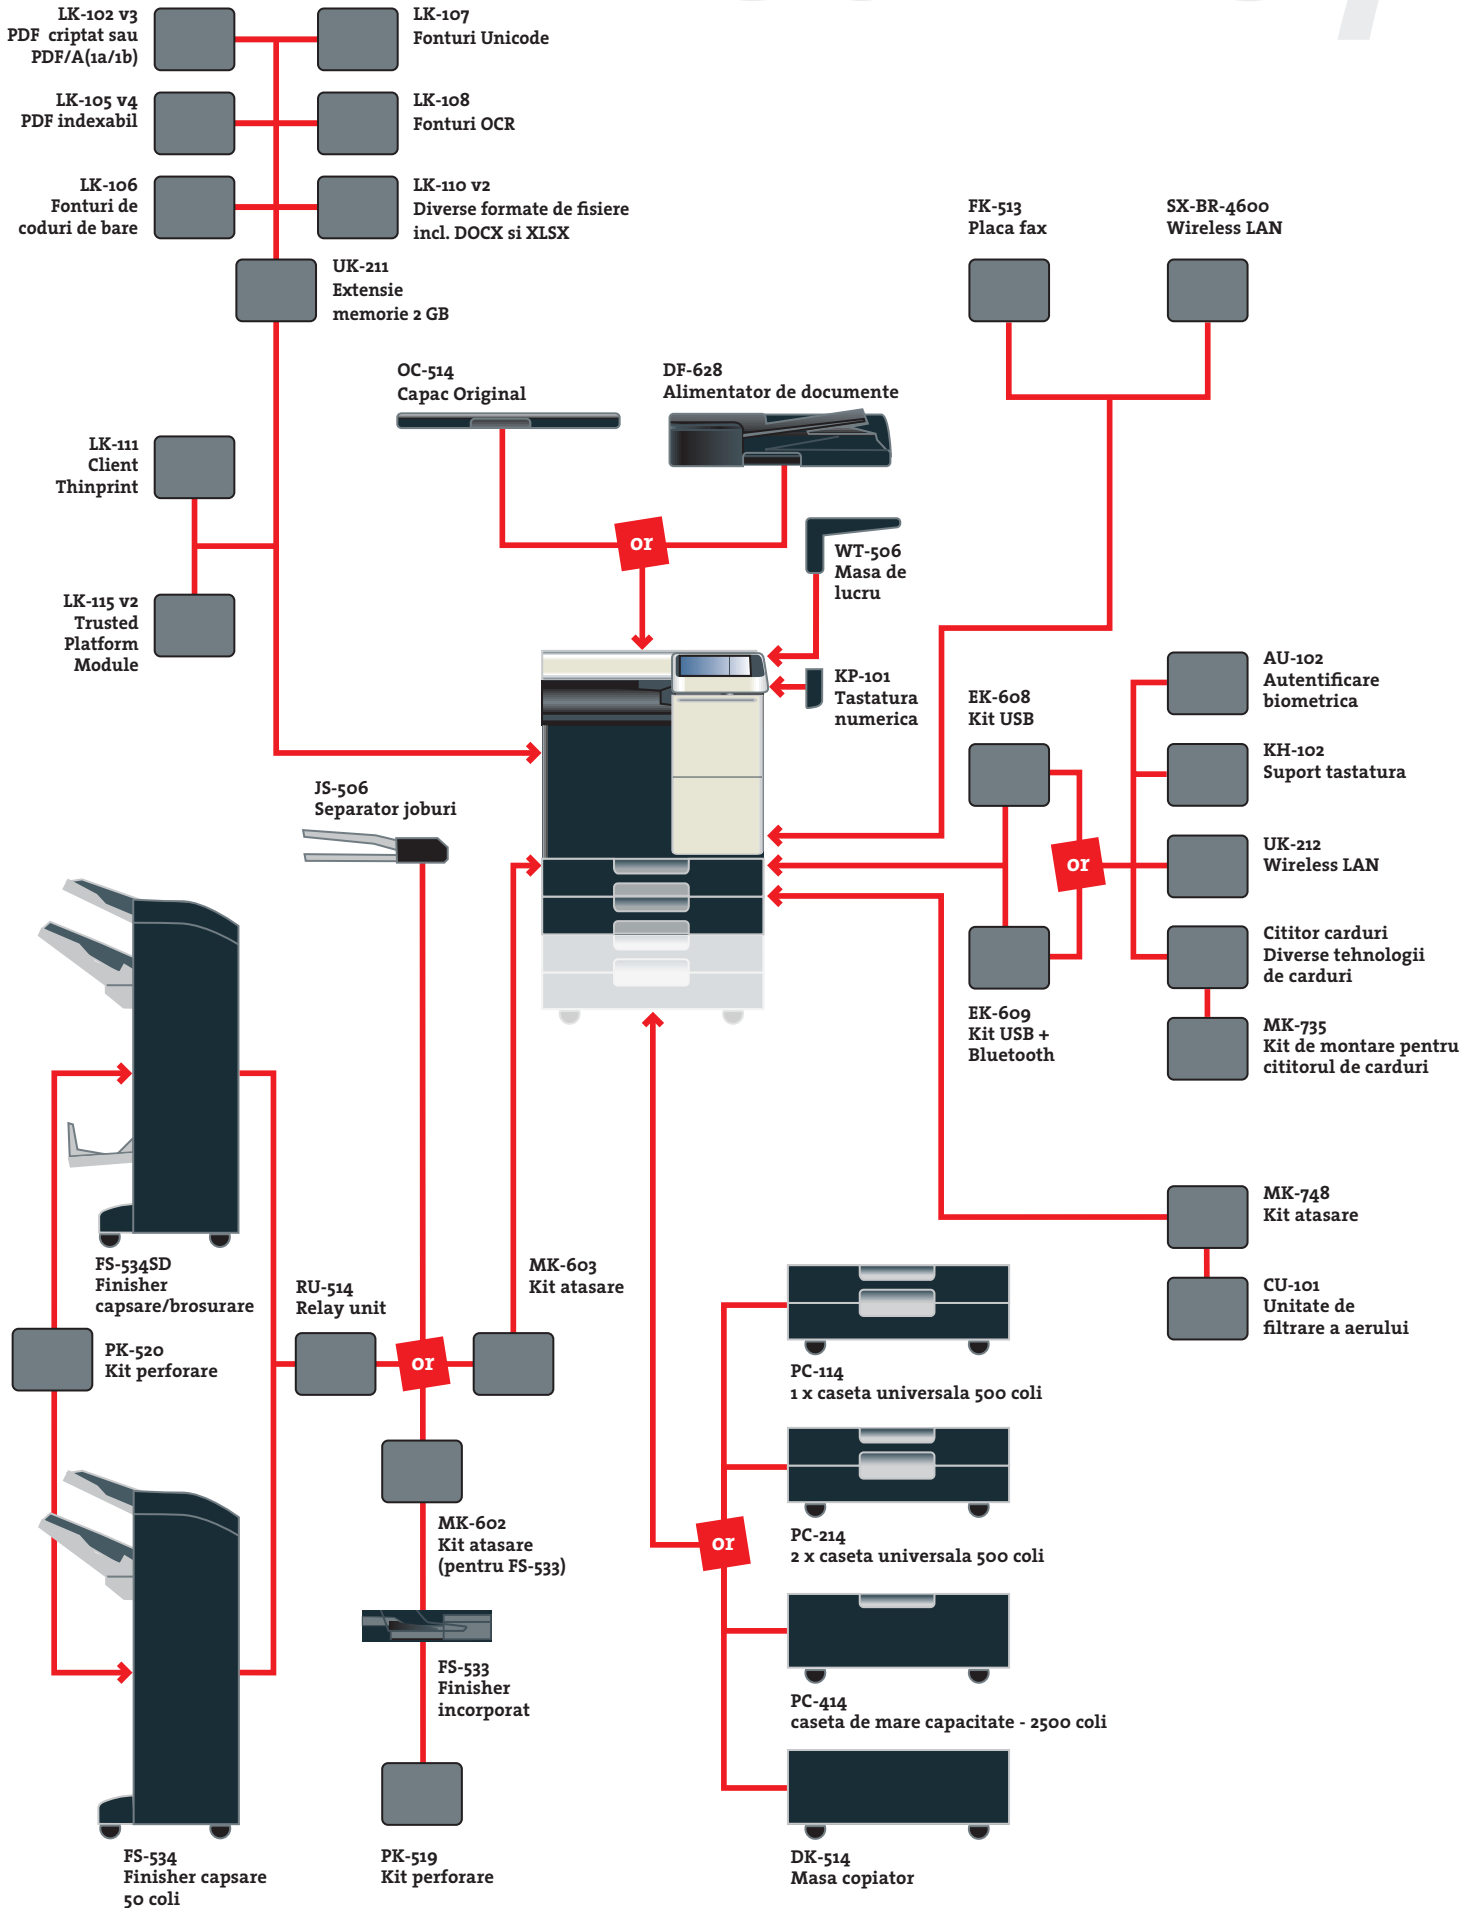 LK-102 v3
PDF criptat sau
PDF/A(1a/1b)
LK-107
Fonturi Unicode
LK-105 v4
PDF indexabil
LK-108
Fonturi OCR
LK-106
Fonturi de
coduri de bare
LK-110 v2
Diverse formate de fisiere
incl. DOCX si XLSX
UK-211
Extensie
memorie 2 GB
FK-513
Placa fax
SX-BR-4600
Wireless LAN
OC-514
Capac Original
DF-628
Alimentator de documente
LK-111
Client
Thinprint
or
WT-506
Masa de
lucru
LK-115 v2
Trusted
Platform
Module
KP-101
Tastatura
numerica
EK-608
Kit USB
AU-102
Autentificare
biometrica
KH-102
Suport tastatura
JS-506
Separator joburi
or
UK-212
Wireless LAN
Cititor carduri
Diverse tehnologii
de carduri
EK-609
Kit USB +
Bluetooth
MK-735
Kit de montare pentru
cititorul de carduri
MK-748
Kit atasare
CU-101
Unitate de
filtrare a aerului
FS-534SD
Finisher
capsare/brosurare
RU-514
Relay unit
MK-603
Kit atasare
PK-520
Kit perforare
or
PC-114
1 x caseta universala 500 coli
MK-602
Kit atasare
(pentru FS-533)
or
PC-214
2 x caseta universala 500 coli
FS-533
Finisher
incorporat
PC-414
caseta de mare capacitate - 2500 coli
FS-534
Finisher capsare
50 coli
PK-519
Kit perforare
DK-514
Masa copiator